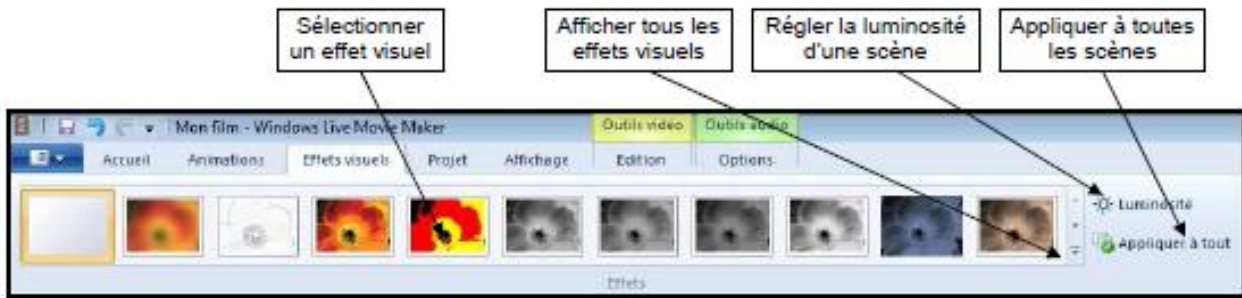 Sélectionner
un effet visuel
Afficher tous les
effets visuels
Régler la luminosité
d'une scène
Appliquer à toutes
les scènes
Mon film - Windows Live Movie Maker
Outils vidéo
Outils audio
Accueil
Animations
Effets visuels
Projet
Affichage
Edition
Options
Luminosité
Appliquer à tout
Effets